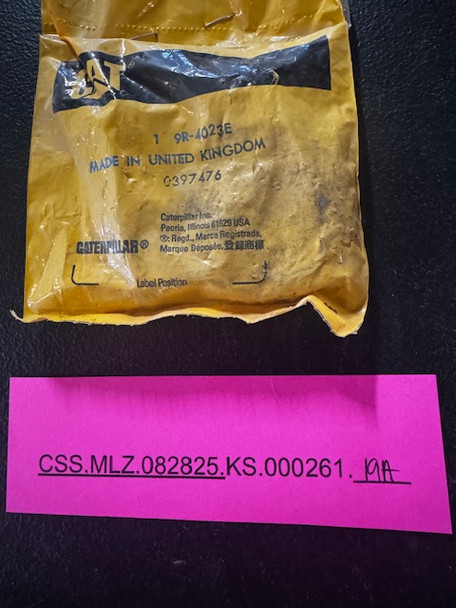 CAT
1 9R-4023E
MADE IN UNITED KINGDOM
0397476
Caterpillar Inc.
Peoria, Illinois 61629 USA
®: Regd., Marca Registrada,
CATERPILLAR® Marque Déposée, 登録商標
Label Position
CSS.MLZ.082825.KS.000261. 19A